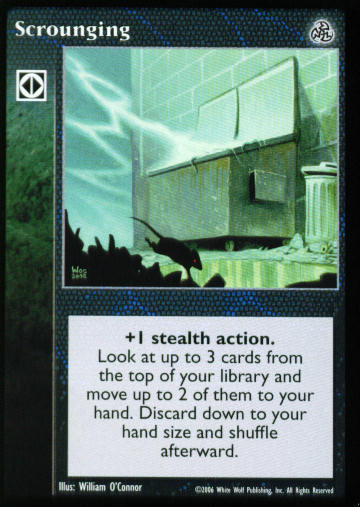 Scrounging
Woc
2005
+1 stealth action.
Look at up to 3 cards from
the top of your library and
move up to 2 of them to your
hand. Discard down to your
hand size and shuffle
afterward.
Illus: William O'Connor
©2006 White Wolf Publishing, Inc. All Rights Reserved